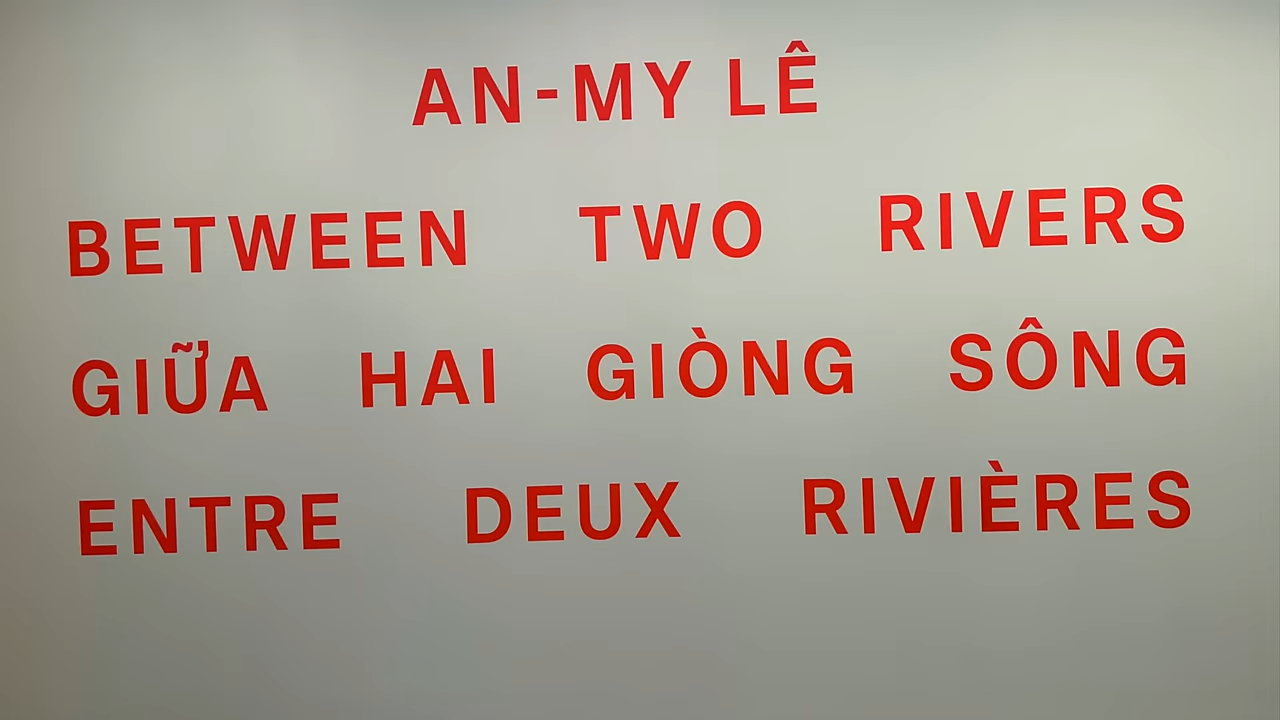 AN-MY LÊ
BETWEEN TWO RIVERS
GIỮA HAI GIÒNG SÔNG
ENTRE DEUX RIVIÈRES